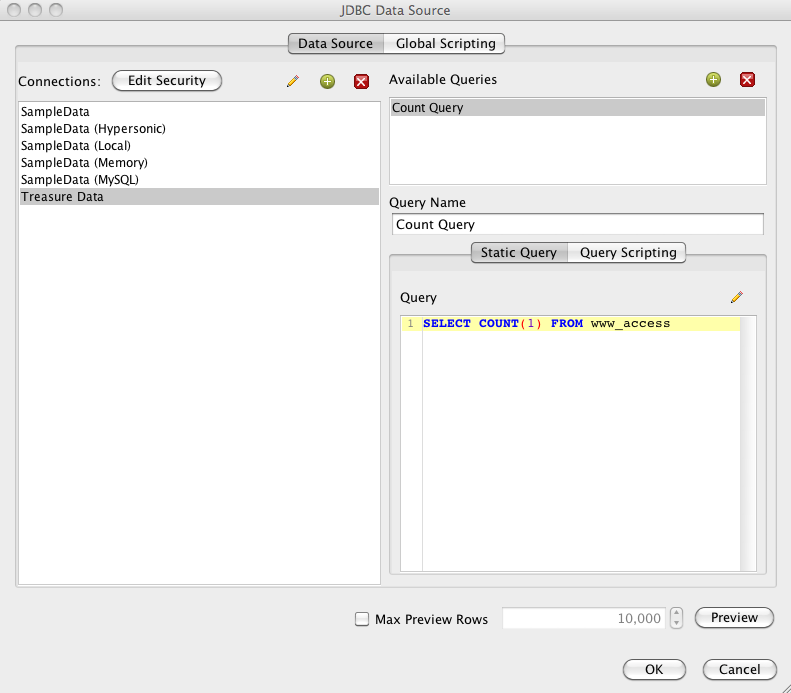 JDBC Data Source
Data Source Global Scripting
Connections: Edit Security
SampleData
SampleData (Hypersonic)
SampleData (Local)
SampleData (Memory)
SampleData (MySQL)
Treasure Data
Available Queries
Count Query
Query Name
Count Query
Static Query Query Scripting
Query
1 SELECT COUNT(1) FROM www_access
Max Preview Rows 10,000 Preview
OK Cancel